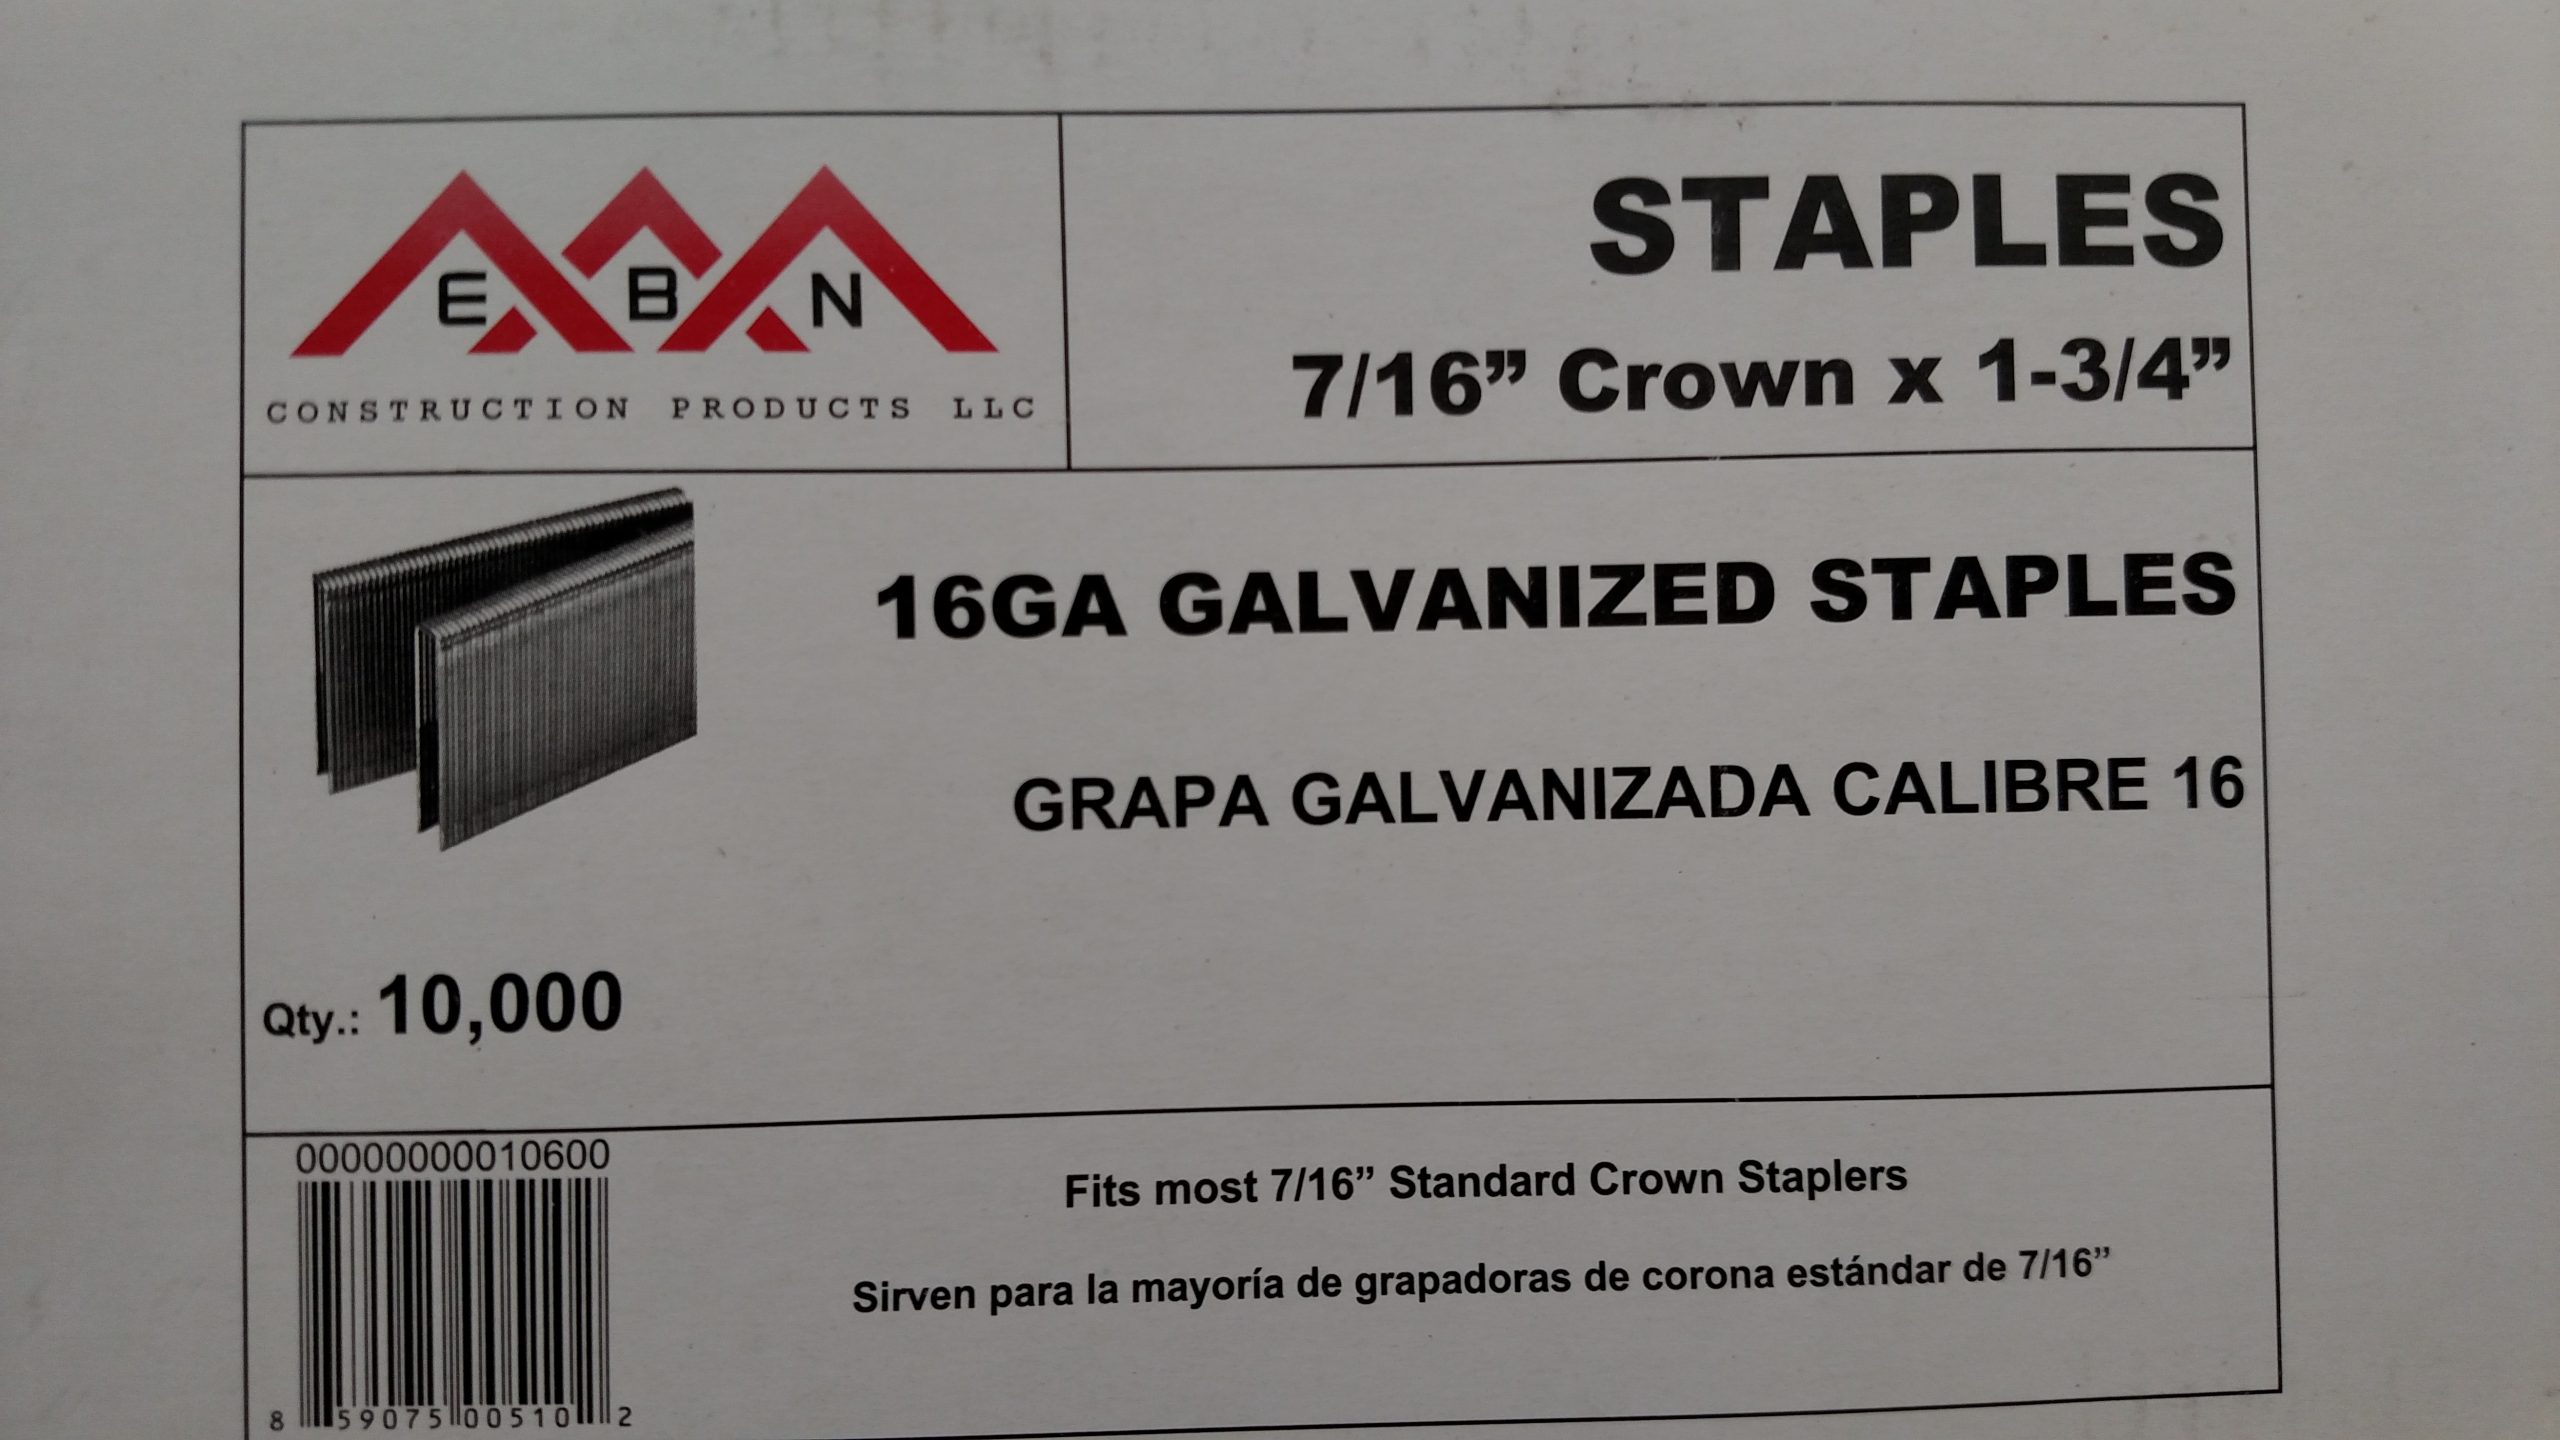 E B N
CONSTRUCTION PRODUCTS LLC
STAPLES
7/16” Crown x 1-3/4”
16GA GALVANIZED STAPLES
GRAPA GALVANIZADA CALIBRE 16
Qty.: 10,000
00000000010600
8 59075 00510 2
Fits most 7/16” Standard Crown Staplers
Sirven para la mayoría de grapadoras de corona estándar de 7/16”